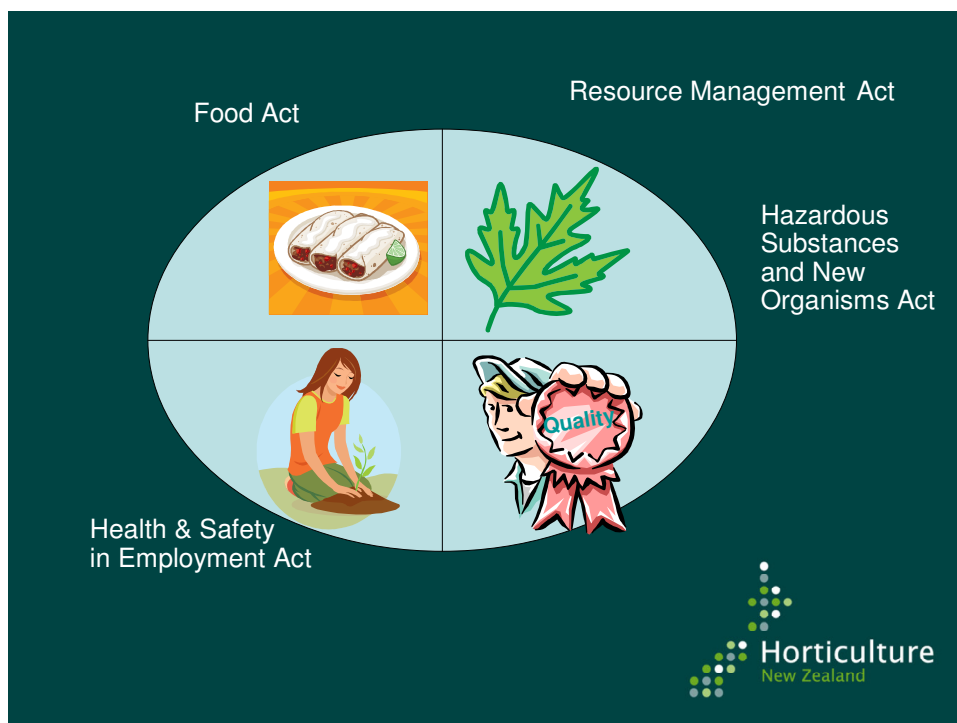 Resource Management Act
Food Act
Hazardous
Substances
and New
Organisms Act
Quality
Health & Safety
in Employment Act
Horticulture
New Zealand